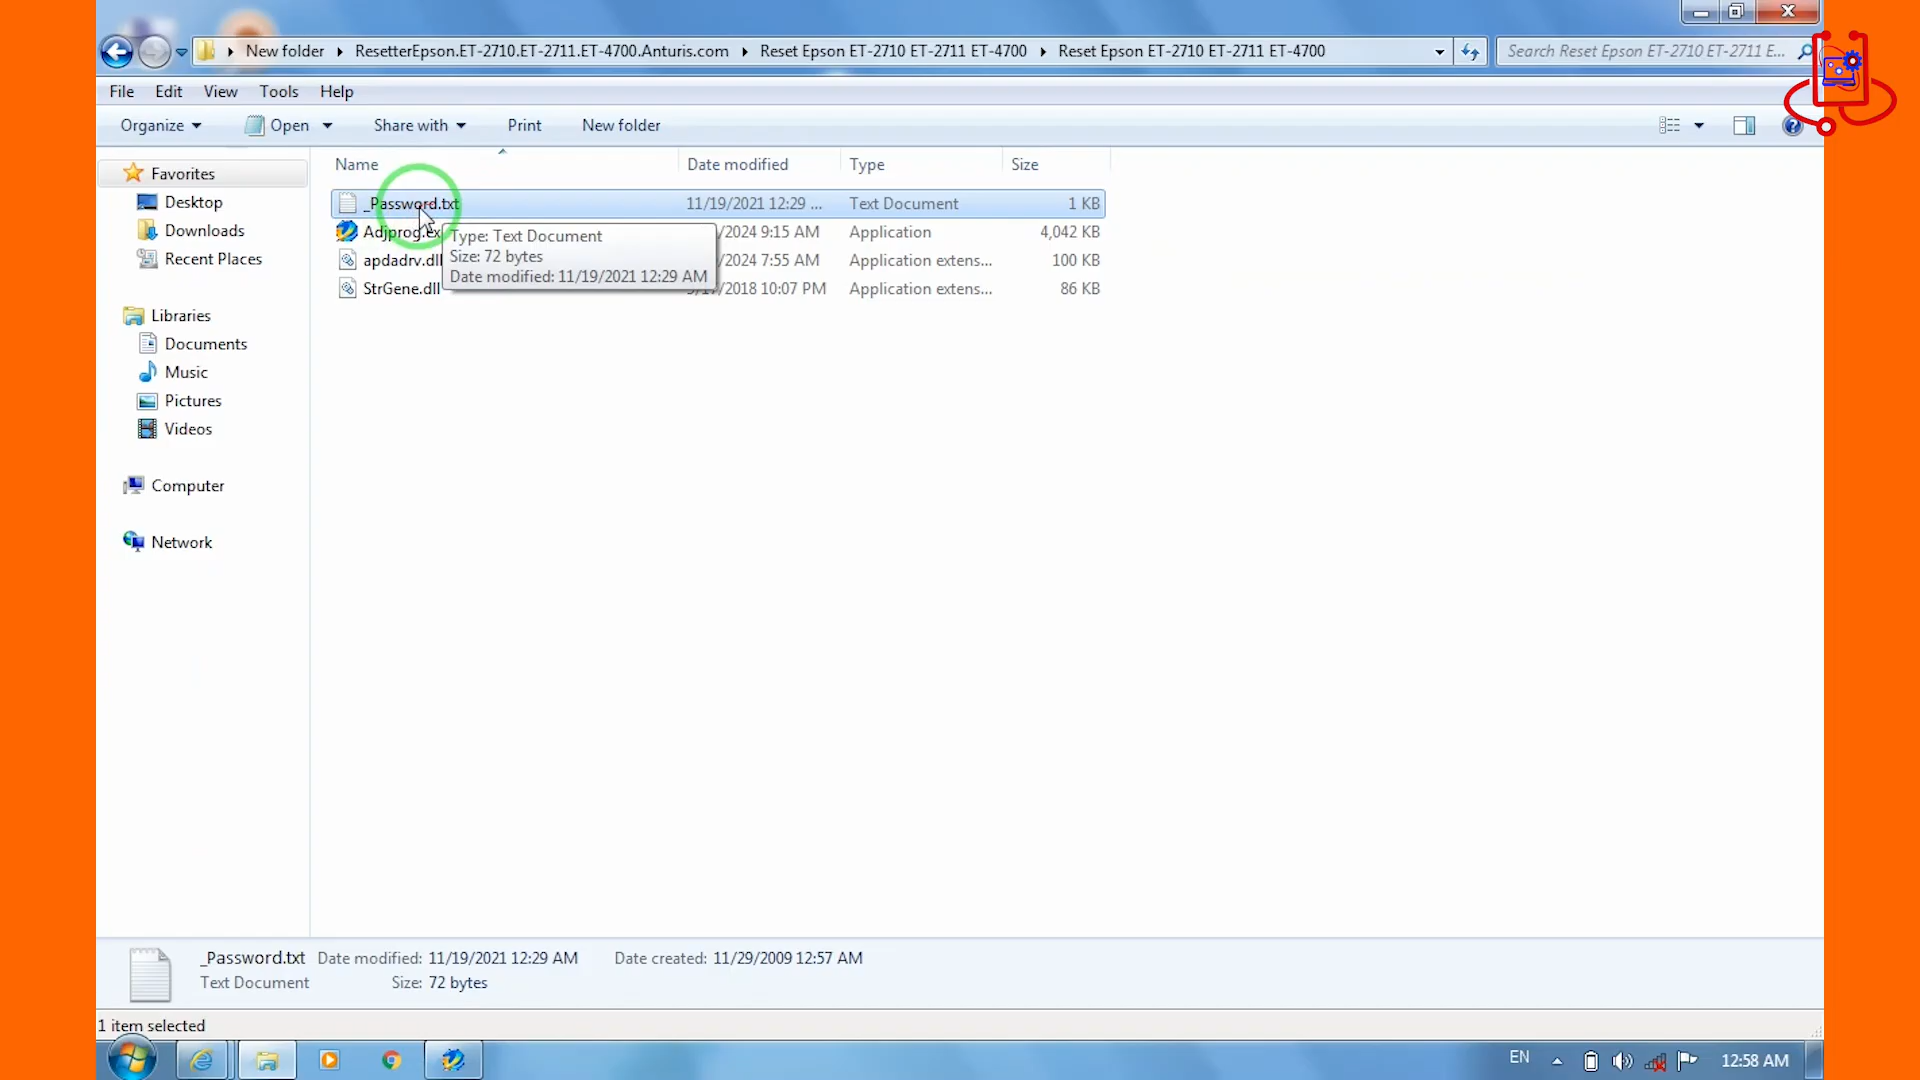 New folder ResetterEpson.ET-2710.ET-2711.ET-4700.Anturis.com Reset Epson ET-2710 ET-2711 ET-4700 Reset Epson ET-2710 ET-2711 ET-4700 Search Reset Epson ET-2710 ET-2711 E...
File Edit View Tools Help
Organize Open Share with Print New folder
Name Date modified Type Size
Favorites
Desktop
Downloads
Recent Places
Libraries
Documents
Music
Pictures
Videos
Computer
Network
_Password.txt 11/19/2021 12:29 ... Text Document 1 KB
Adjprog.ex /2024 9:15 AM Application 4,042 KB
apdadrv.dll /2024 7:55 AM Application extens... 100 KB
StrGene.dll /2018 10:07 PM Application extens... 86 KB
Type: Text Document
Size: 72 bytes
Date modified: 11/19/2021 12:29 AM
_Password.txt Date modified: 11/19/2021 12:29 AM Date created: 11/29/2009 12:57 AM
Text Document Size: 72 bytes
1 item selected
EN 12:58 AM